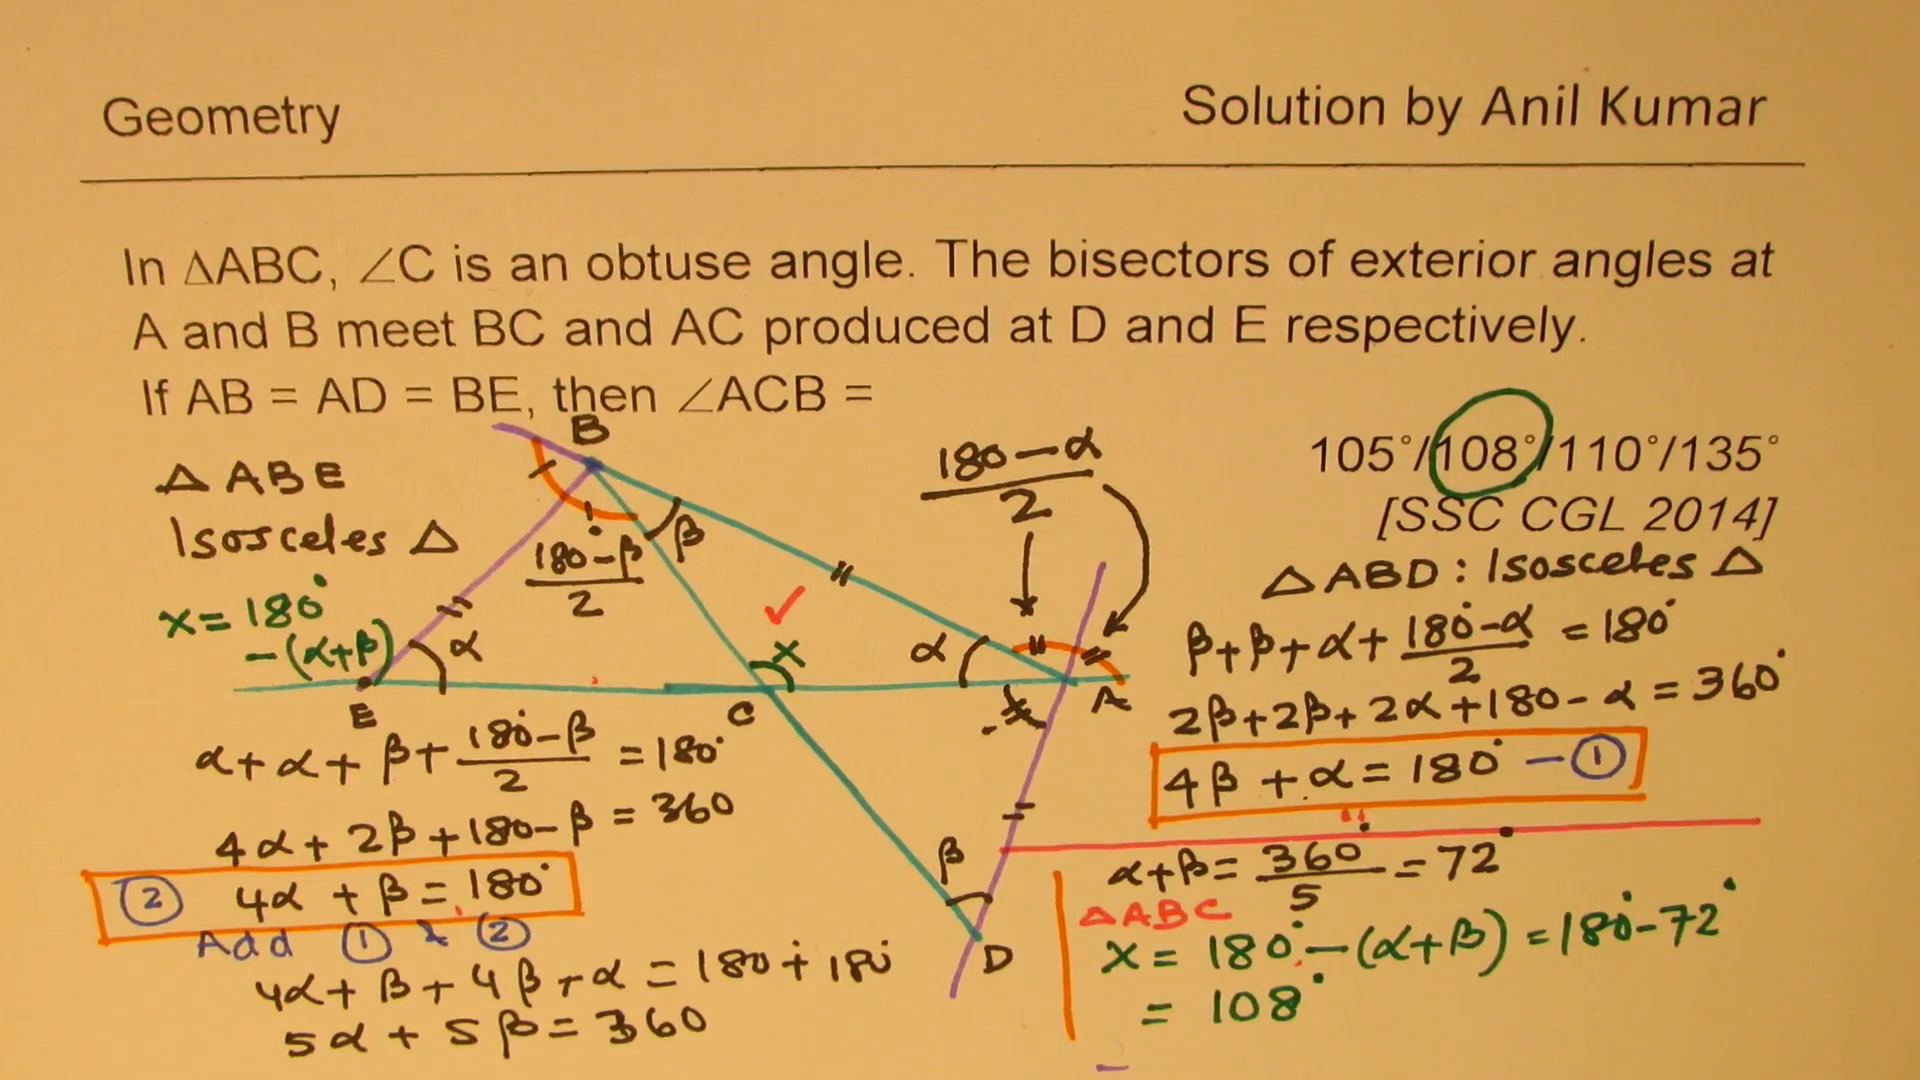 Geometry
Solution by Anil Kumar
In ΔABC, ∠C is an obtuse angle. The bisectors of exterior angles at
A and B meet BC and AC produced at D and E respectively.
If AB = AD = BE, then ∠ACB =
105°/108°/110°/135°
[SSC CGL 2014]
Δ ABE
Isosceles Δ
x = 180°
-(α+β)
B
β
180°-β
2
180-α
2
α
x
α
E
C
A
β
D
α+α+β+ 180°-β = 180°
2
4α + 2β+180-β = 360
② 4α + β = 180°
Add ① & ②
4α + β + 4β + α = 180 + 180
5α + 5β = 360
Δ ABD : Isosceles Δ
β+β+α+ 180°-α = 180°
2
2β+2β+2α+180-α = 360°
4β + α = 180° - ①
α+β = 360° = 72°
5
Δ ABC
x = 180° - (α+β) = 180° - 72°
= 108°